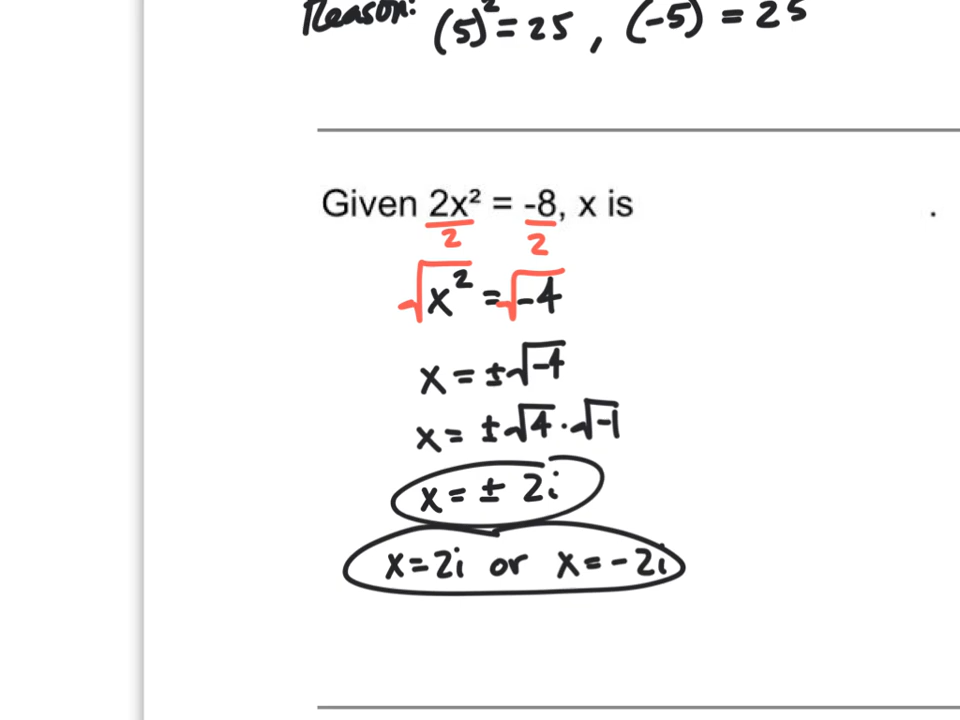 Reason: (5)²=25, (-5) = 25
Given 2x² = -8, x is .
2 2
√x² = √-4
x = ±√-4
x = ±√4·√-1
x = ± 2i
x=2i or x=-2i